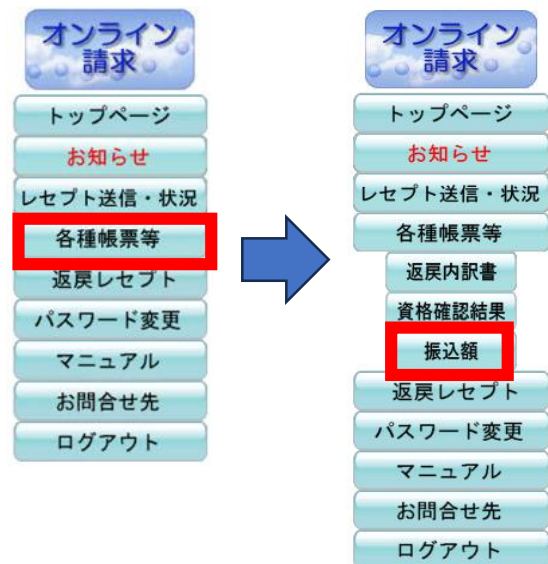 オンライン
請求
トップページ
お知らせ
レセプト送信・状況
各種帳票等
返戻レセプト
パスワード変更
マニュアル
お問合せ先
ログアウト
オンライン
請求
トップページ
お知らせ
レセプト送信・状況
各種帳票等
返戻内訳書
資格確認結果
振込額
返戻レセプト
パスワード変更
マニュアル
お問合せ先
ログアウト